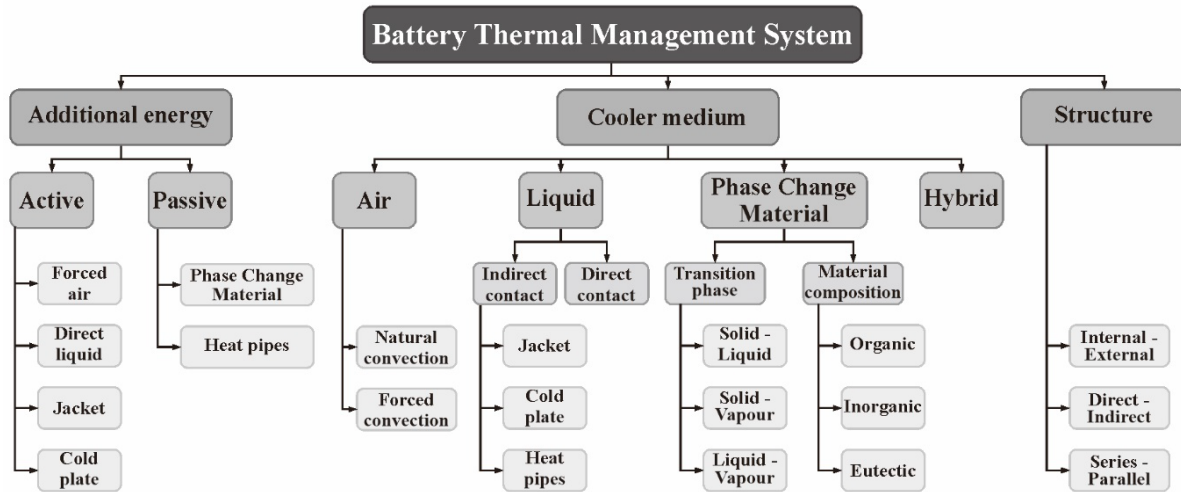 Battery Thermal Management System
Additional energy
Cooler medium
Structure
Active
Passive
Air
Liquid
Phase Change
Material
Hybrid
Forced
air
Direct
liquid
Jacket
Cold
plate
Phase Change
Material
Heat pipes
Natural
convection
Forced
convection
Indirect
contact
Direct
contact
Jacket
Cold
plate
Heat
pipes
Transition
phase
Material
composition
Solid -
Liquid
Solid -
Vapour
Liquid -
Vapour
Organic
Inorganic
Eutectic
Internal -
External
Direct -
Indirect
Series -
Parallel